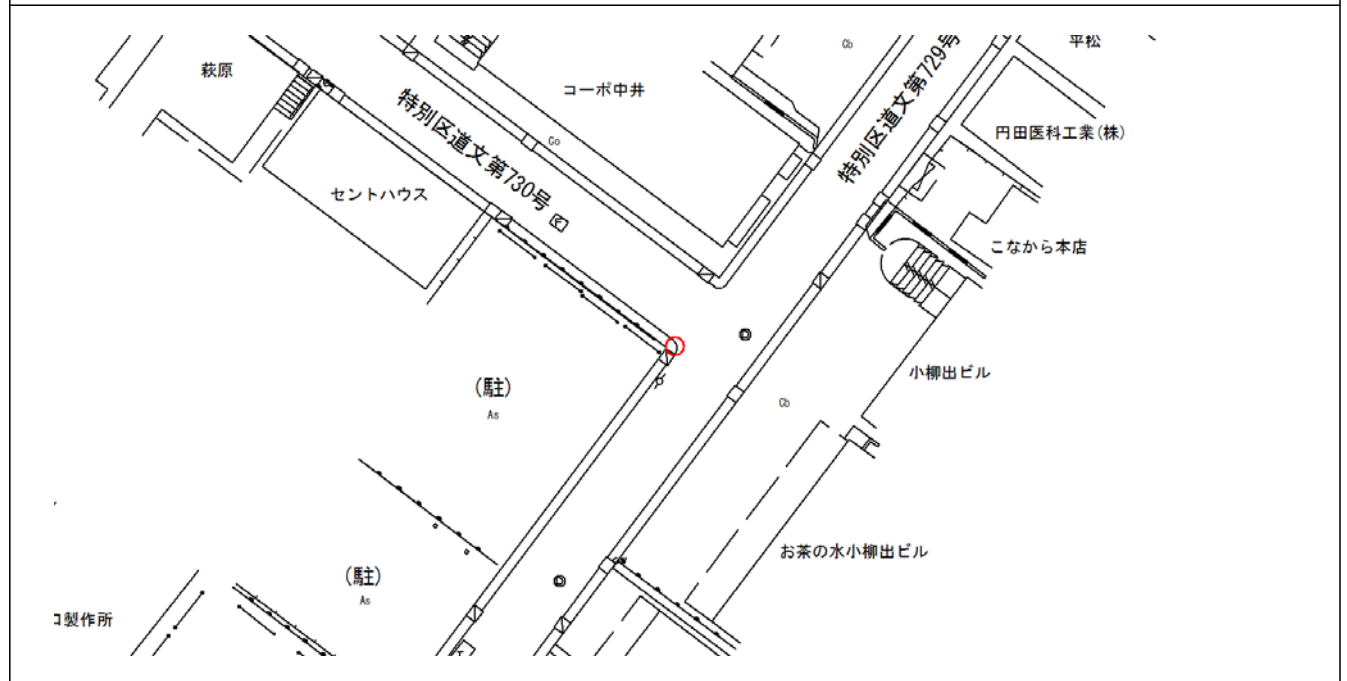 平松
Cb
萩原
特別区道文第729号
コーポ中井
特別区道文第730号
円田医科工業(株)
Co
セントハウス
こなから本店
小柳出ビル
(駐)
As
Cb
お茶の水小柳出ビル
(駐)
As
製作所